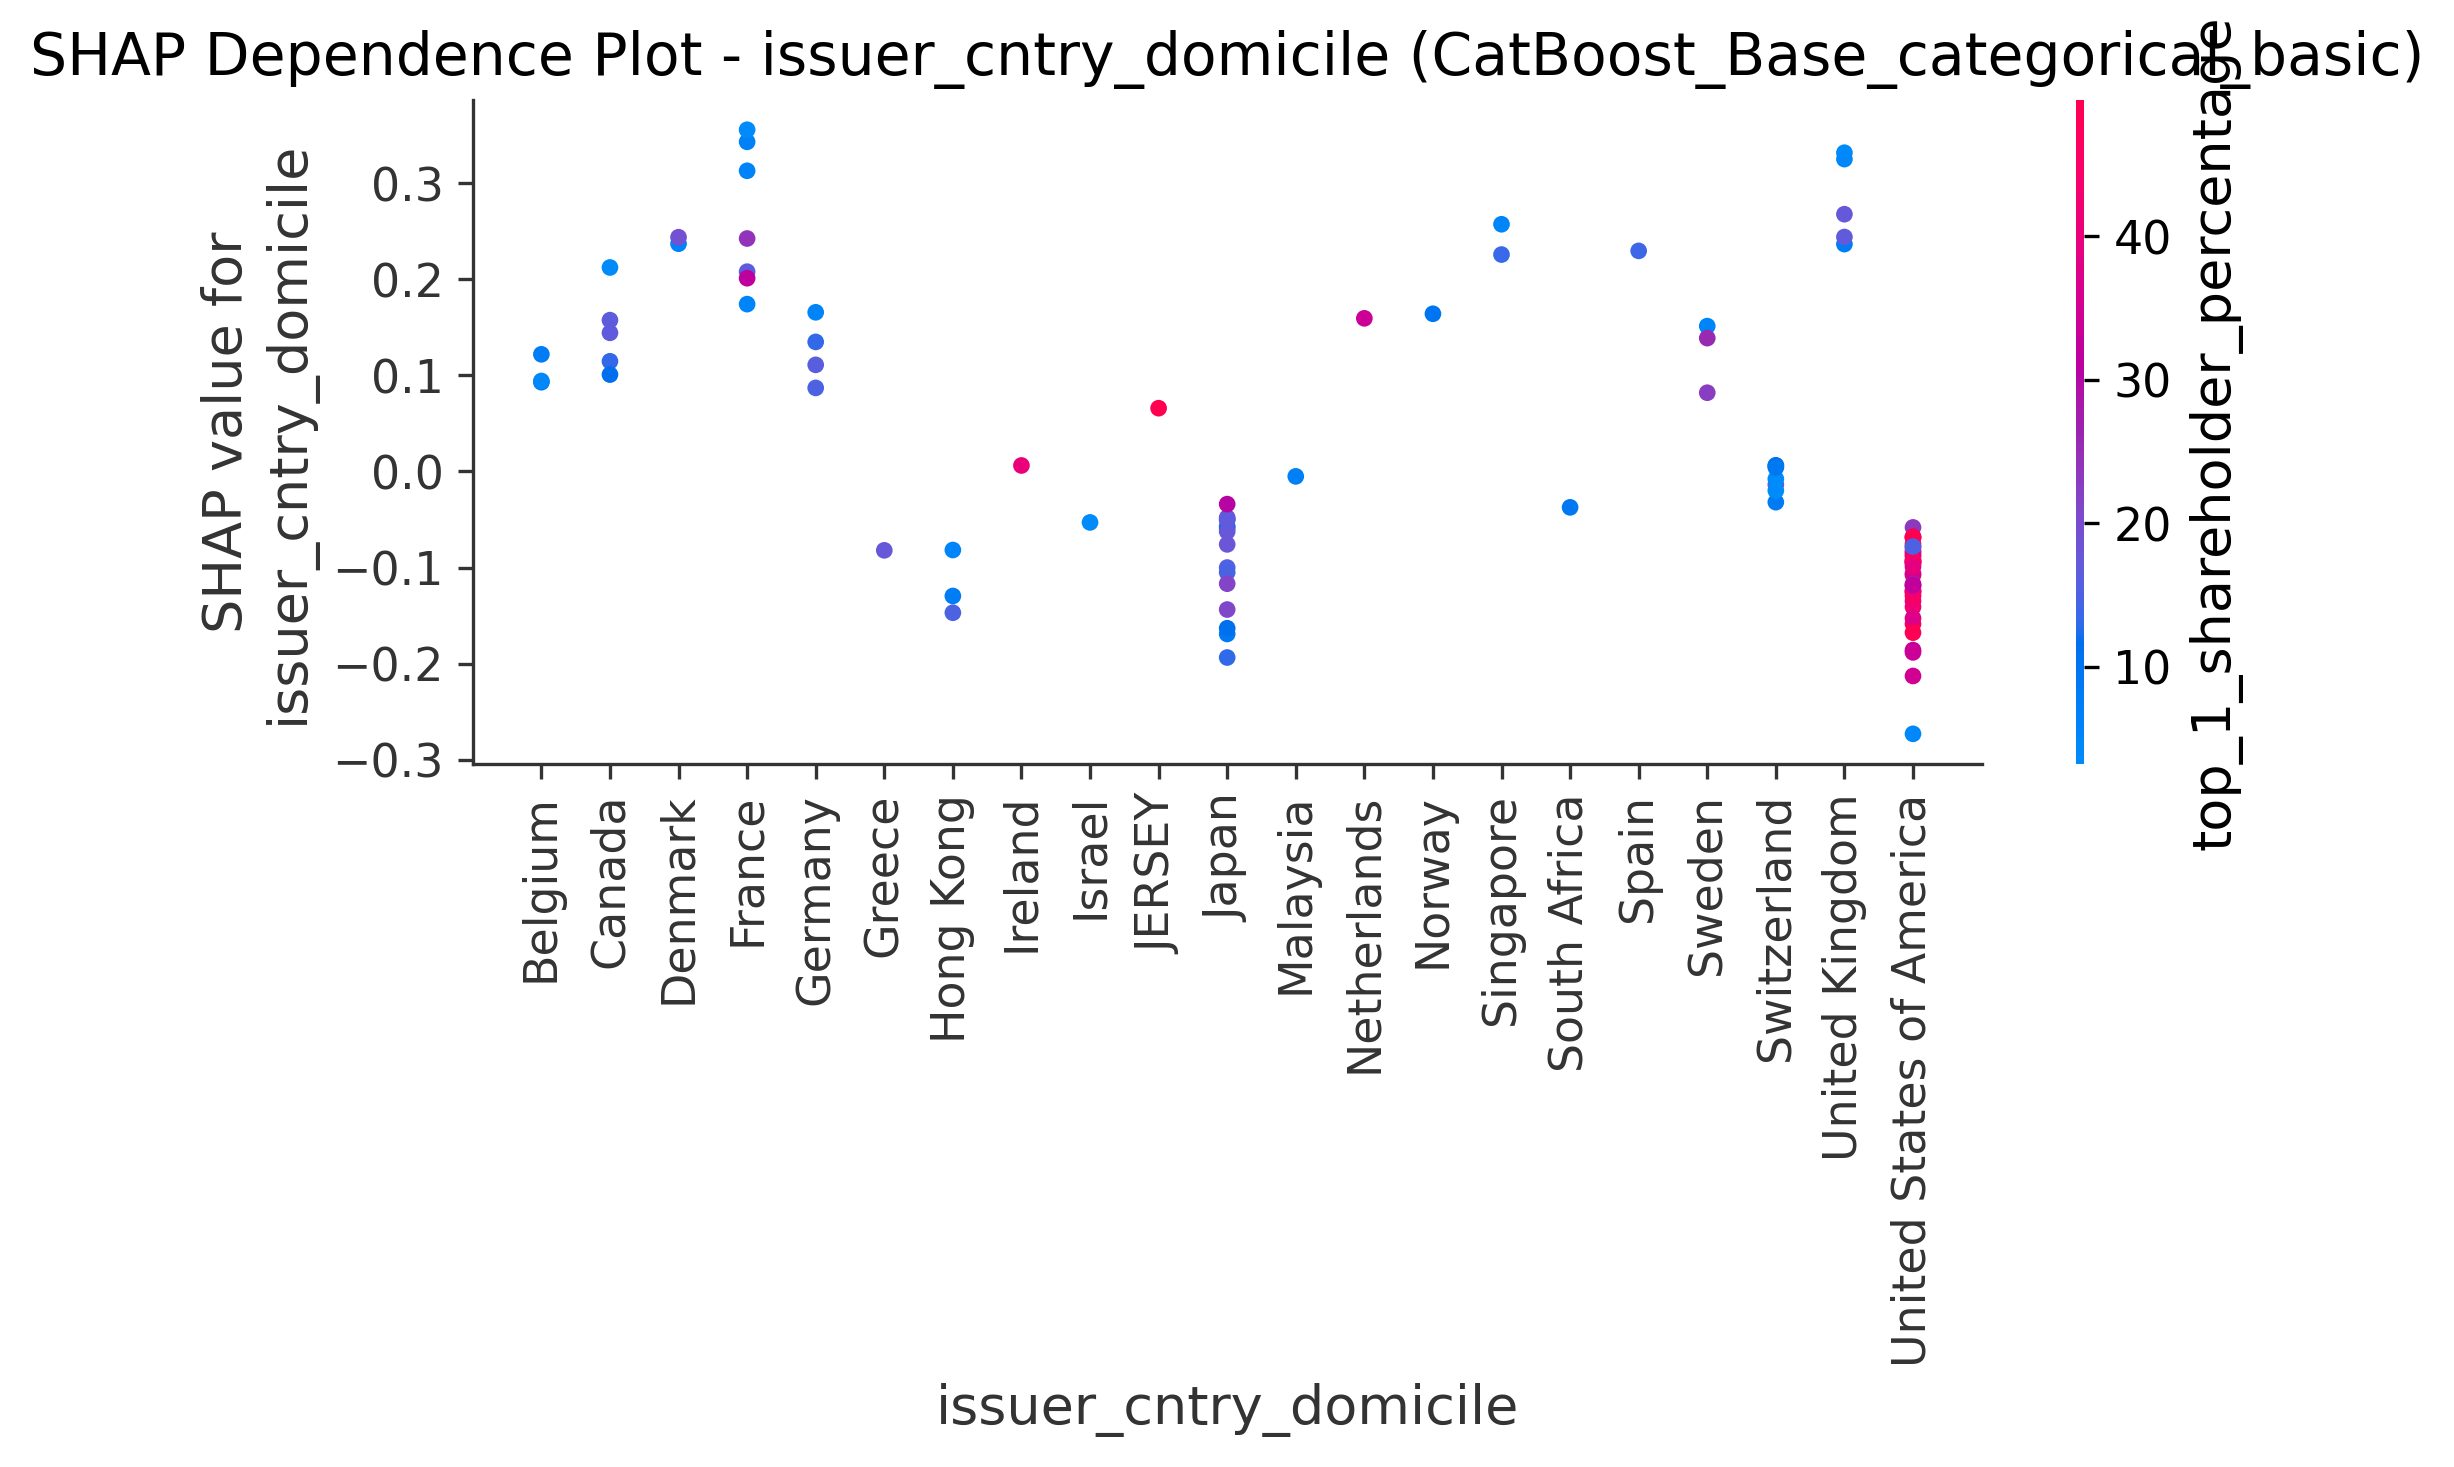 SHAP Dependence Plot - issuer_cntry_domicile (CatBoost_Base_categorical_basic)
SHAP value for
issuer_cntry_domicile
0.3
0.2
0.1
0.0
−0.1
−0.2
−0.3
Belgium
Canada
Denmark
France
Germany
Greece
Hong Kong
Ireland
Israel
JERSEY
Japan
Malaysia
Netherlands
Norway
Singapore
South Africa
Spain
Sweden
Switzerland
United Kingdom
United States of America
issuer_cntry_domicile
40
30
20
10
top_1_shareholder_percentage